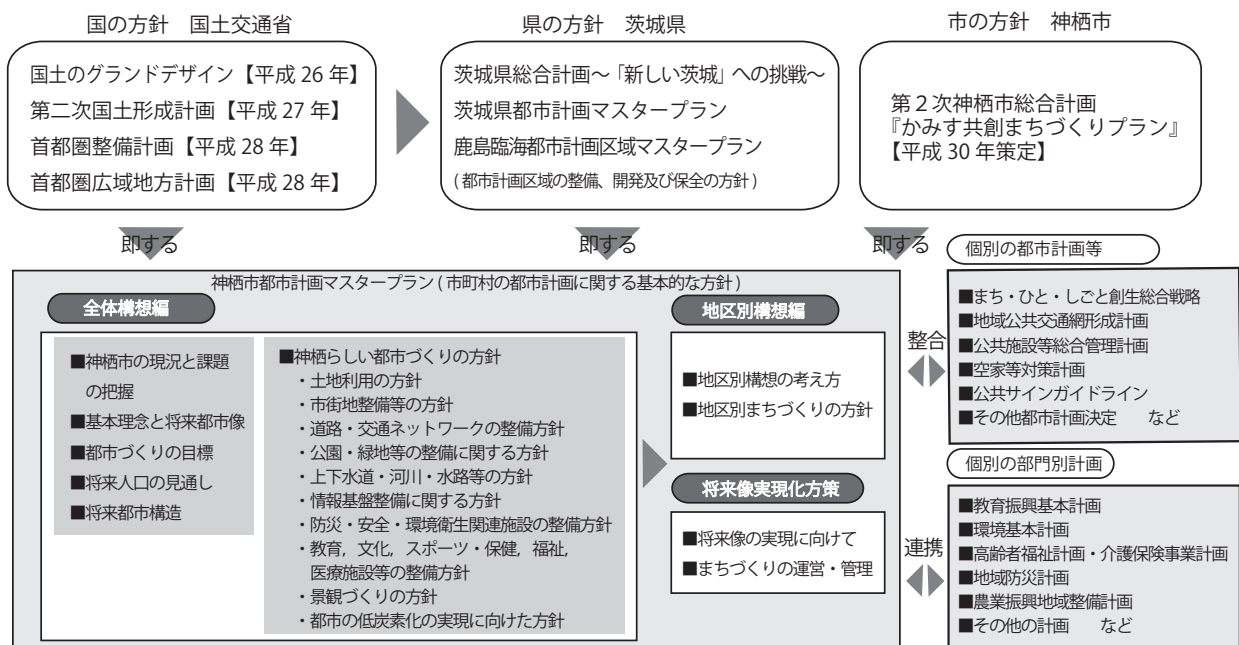 国の方針　国土交通省
国土のグランドデザイン【平成 26 年】
第二次国土形成計画【平成 27 年】
首都圏整備計画【平成 28 年】
首都圏広域地方計画【平成 28 年】
県の方針　茨城県
茨城県総合計画～「新しい茨城」への挑戦～
茨城県都市計画マスタープラン
鹿島臨海都市計画区域マスタープラン
( 都市計画区域の整備、開発及び保全の方針 )
市の方針　神栖市
第２次神栖市総合計画
『かみす共創まちづくりプラン』
【平成 30 年策定】
即する
即する
即する
神栖市都市計画マスタープラン ( 市町村の都市計画に関する基本的な方針 )
全体構想編
■神栖市の現況と課題
の把握
■基本理念と将来都市像
■都市づくりの目標
■将来人口の見通し
■将来都市構造
■神栖らしい都市づくりの方針
・土地利用の方針
・市街地整備等の方針
・道路・交通ネットワークの整備方針
・公園・緑地等の整備に関する方針
・上下水道・河川・水路等の方針
・情報基盤整備に関する方針
・防災・安全・環境衛生関連施設の整備方針
・教育，文化，スポーツ・保健，福祉，
医療施設等の整備方針
・景観づくりの方針
・都市の低炭素化の実現に向けた方針
地区別構想編
■地区別構想の考え方
■地区別まちづくりの方針
将来像実現化方策
■将来像の実現に向けて
■まちづくりの運営・管理
整合
連携
個別の都市計画等
■まち・ひと・しごと創生総合戦略
■地域公共交通網形成計画
■公共施設等総合管理計画
■空家等対策計画
■公共サインガイドライン
■その他都市計画決定　　など
個別の部門別計画
■教育振興基本計画
■環境基本計画
■高齢者福祉計画・介護保険事業計画
■地域防災計画
■農業振興地域整備計画
■その他の計画　　など